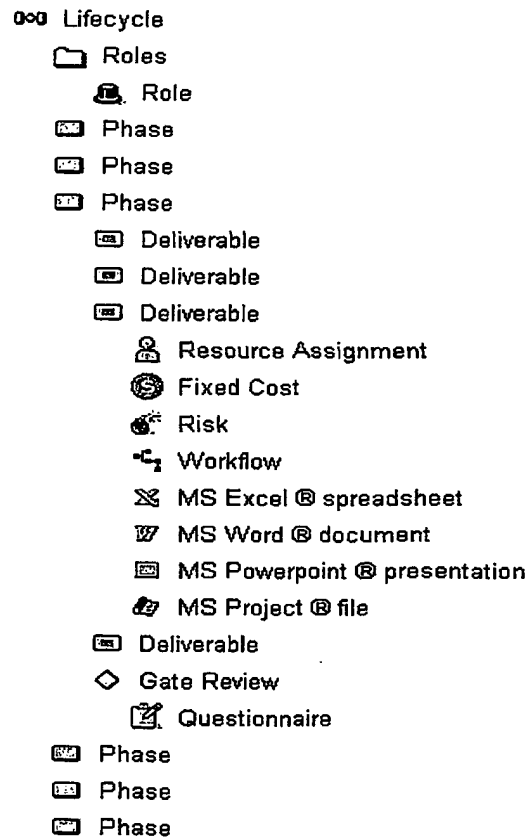 Lifecycle
Roles
Role
Phase
Phase
Phase
Deliverable
Deliverable
Deliverable
Resource Assignment
Fixed Cost
Risk
Workflow
MS Excel ® spreadsheet
MS Word ® document
MS Powerpoint ® presentation
MS Project ® file
Deliverable
Gate Review
Questionnaire
Phase
Phase
Phase